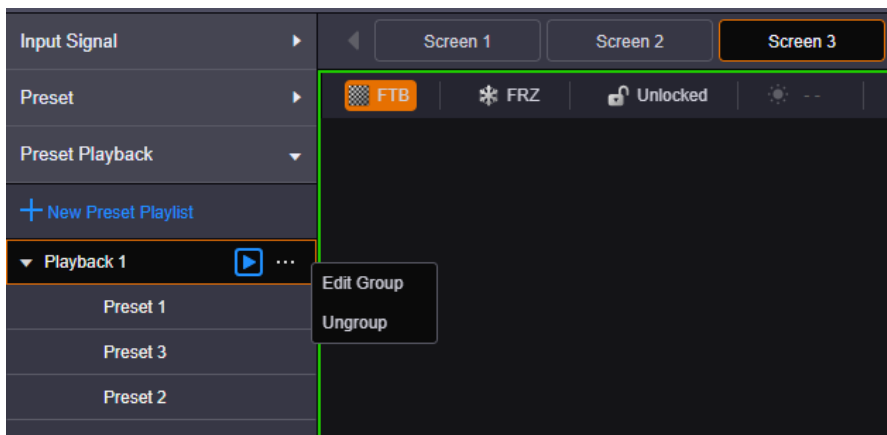 Input Signal
Screen 1
Screen 2
Screen 3
Preset
FTB
FRZ
Unlocked
--
Preset Playback
New Preset Playlist
Playback 1
...
Edit Group
Preset 1
Ungroup
Preset 3
Preset 2